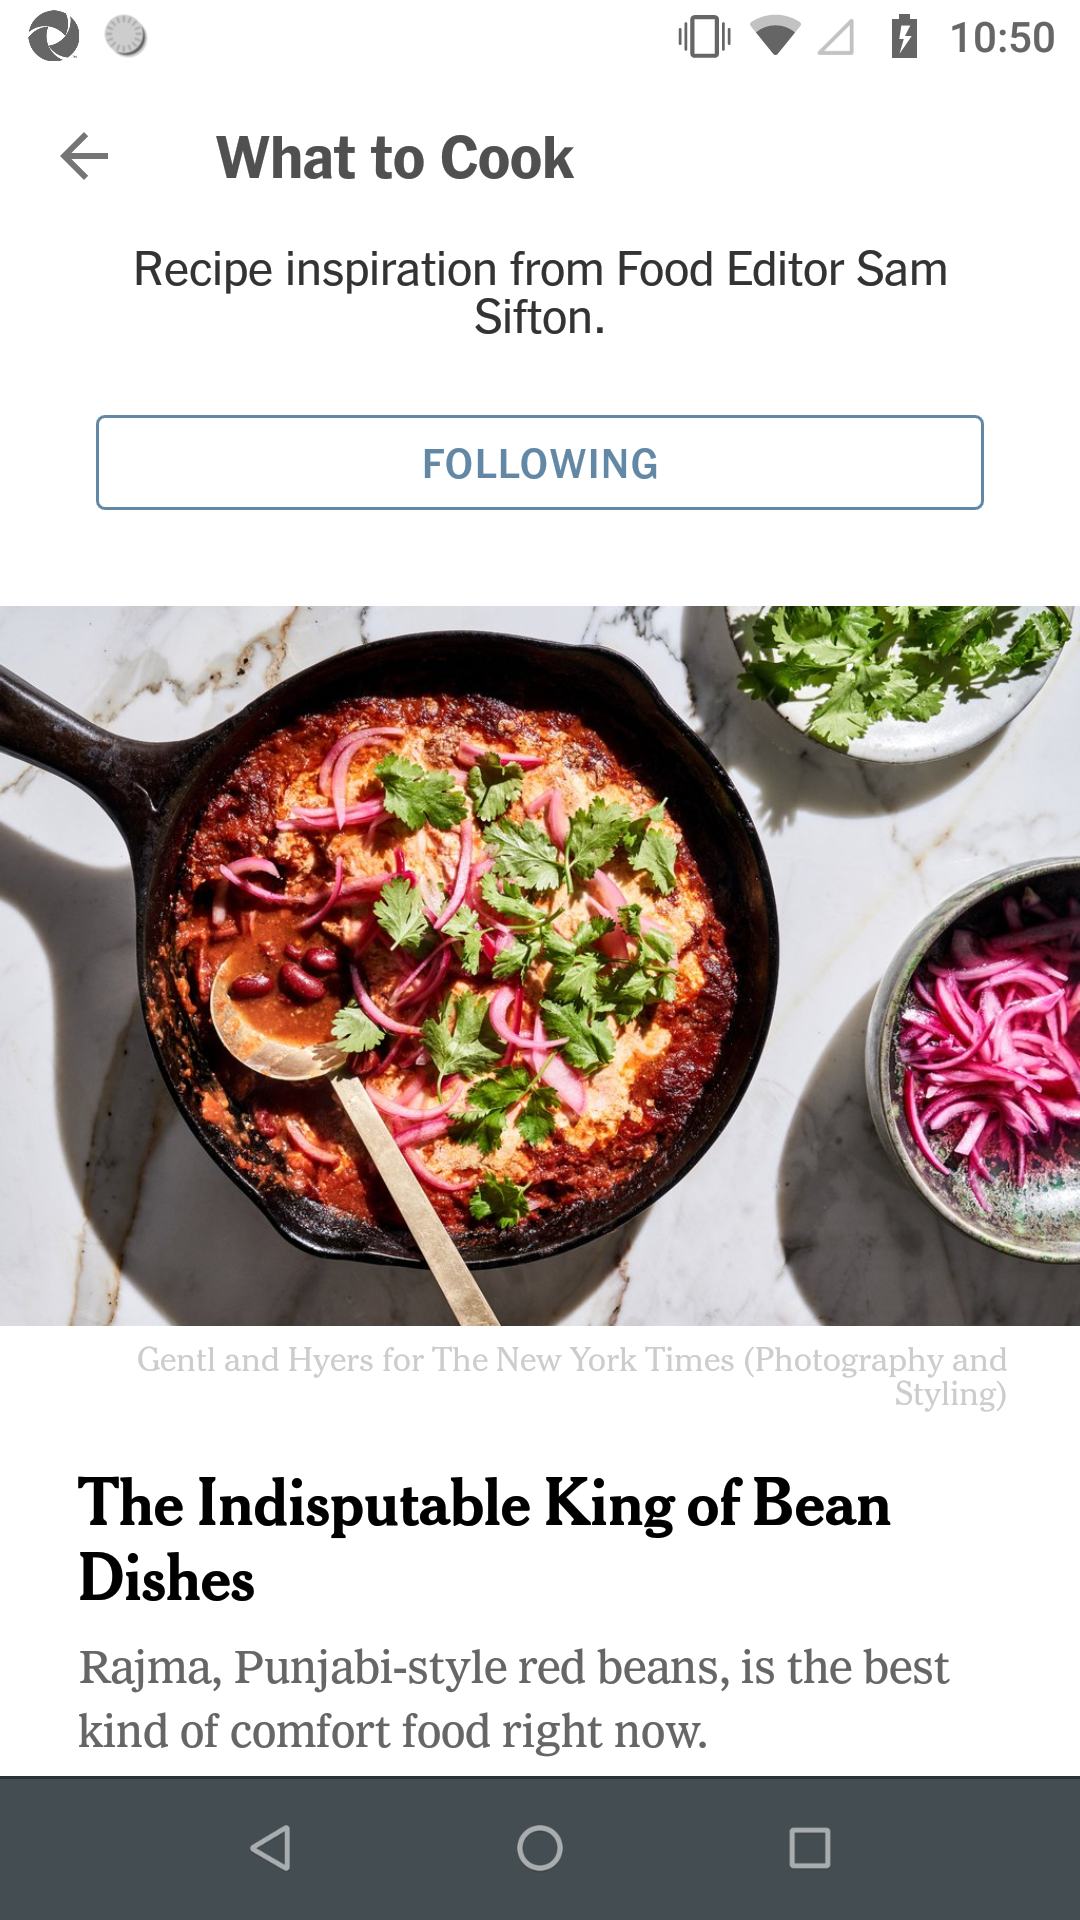 10:50
What to Cook
Recipe inspiration from Food Editor Sam
Sifton.
FOLLOWING
Gentl and Hyers for The New York Times (Photography and
Styling)
The Indisputable King of Bean
Dishes
Rajma, Punjabi-style red beans, is the best
kind of comfort food right now.